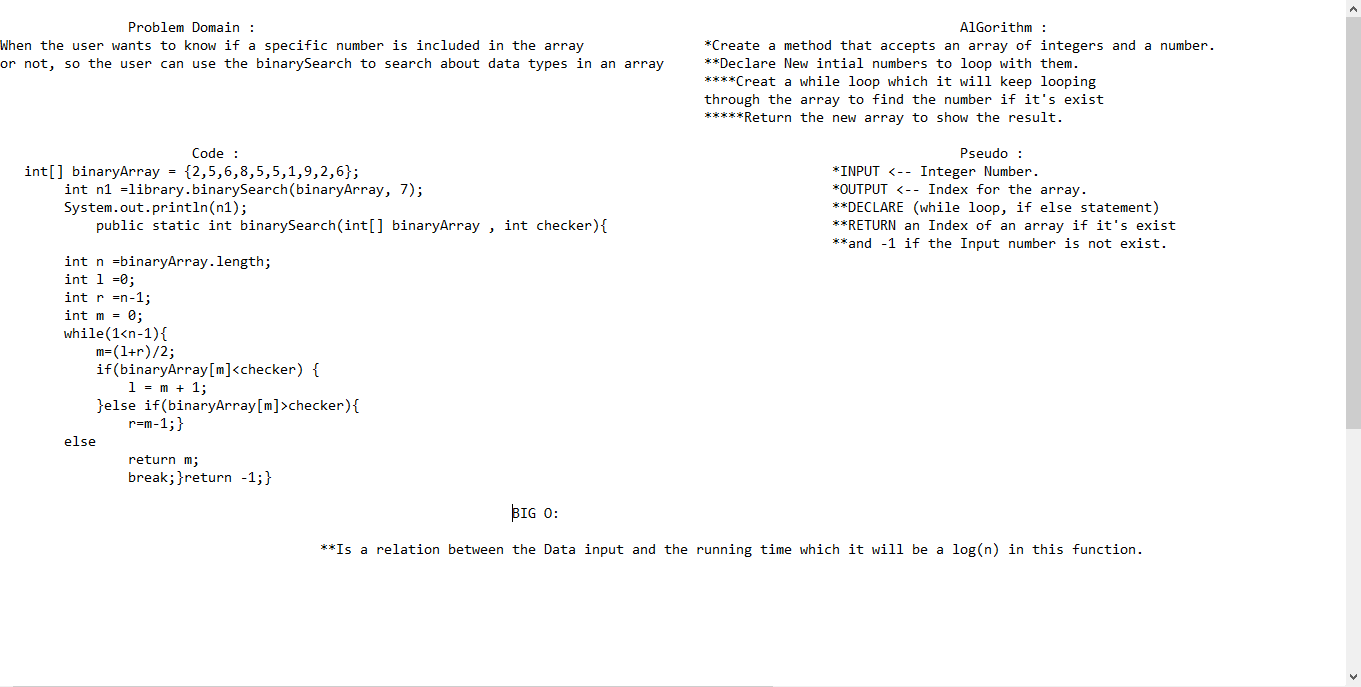 Problem Domain :
When the user wants to know if a specific number is included in the array
or not, so the user can use the binarySearch to search about data types in an array
AlGorithm :
*Create a method that accepts an array of integers and a number.
**Declare New intial numbers to loop with them.
****Creat a while loop which it will keep looping
through the array to find the number if it's exist
*****Return the new array to show the result.
Code :
int[] binaryArray = {2,5,6,8,5,5,1,9,2,6};
int n1 =library.binarySearch(binaryArray, 7);
System.out.println(n1);
public static int binarySearch(int[] binaryArray , int checker){
int n =binaryArray.length;
int l =0;
int r =n-1;
int m = 0;
while(1<n-1){
m=(l+r)/2;
if(binaryArray[m]<checker) {
l = m + 1;
}else if(binaryArray[m]>checker){
r=m-1;}
else
return m;
break;}return -1;}
Pseudo :
*INPUT <-- Integer Number.
*OUTPUT <-- Index for the array.
**DECLARE (while loop, if else statement)
**RETURN an Index of an array if it's exist
**and -1 if the Input number is not exist.
BIG O:
**Is a relation between the Data input and the running time which it will be a log(n) in this function.